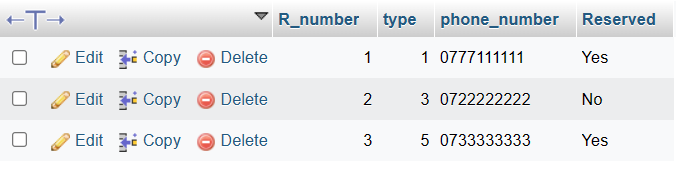 R_number type phone_number Reserved
Edit Copy Delete 1 1 0777111111 Yes
Edit Copy Delete 2 3 0722222222 No
Edit Copy Delete 3 5 0733333333 Yes